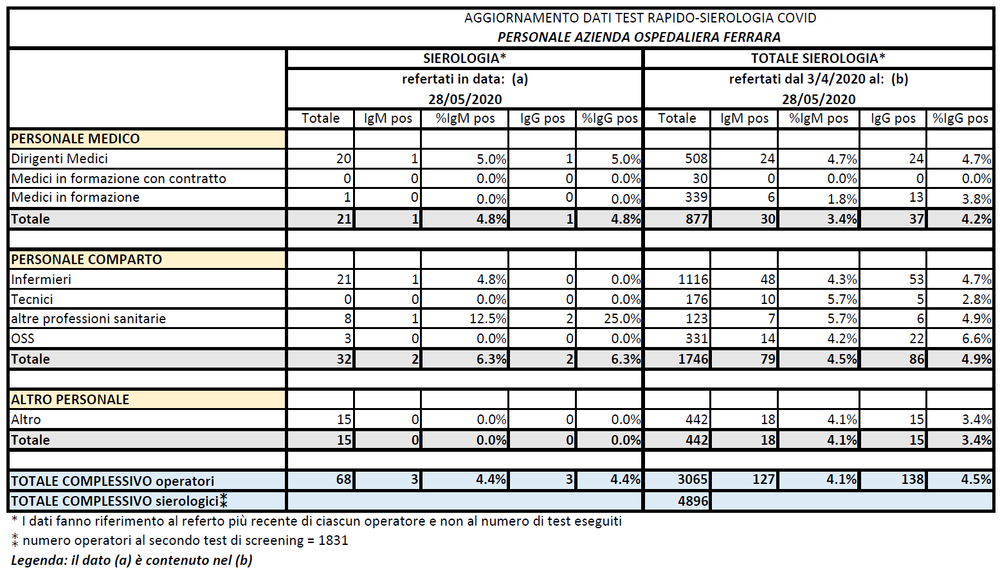 AGGIORNAMENTO DATI TEST RAPIDO-SIEROLOGIA COVID
PERSONALE AZIENDA OSPEDALIERA FERRARA
SIEROLOGIA* TOTALE SIEROLOGIA*
refertati in data: (a) refertati dal 3/4/2020 al: (b)
28/05/2020 28/05/2020
Totale IgM pos %IgM pos IgG pos %IgG pos Totale IgM pos %IgM pos IgG pos %IgG pos
PERSONALE MEDICO
Dirigenti Medici 20 1 5.0% 1 5.0% 508 24 4.7% 24 4.7%
Medici in formazione con contratto 0 0 0.0% 0 0.0% 30 0 0.0% 0 0.0%
Medici in formazione 1 0 0.0% 0 0.0% 339 6 1.8% 13 3.8%
Totale 21 1 4.8% 1 4.8% 877 30 3.4% 37 4.2%
PERSONALE COMPARTO
Infermieri 21 1 4.8% 0 0.0% 1116 48 4.3% 53 4.7%
Tecnici 0 0 0.0% 0 0.0% 176 10 5.7% 5 2.8%
altre professioni sanitarie 8 1 12.5% 2 25.0% 123 7 5.7% 6 4.9%
OSS 3 0 0.0% 0 0.0% 331 14 4.2% 22 6.6%
Totale 32 2 6.3% 2 6.3% 1746 79 4.5% 86 4.9%
ALTRO PERSONALE
Altro 15 0 0.0% 0 0.0% 442 18 4.1% 15 3.4%
Totale 15 0 0.0% 0 0.0% 442 18 4.1% 15 3.4%
TOTALE COMPLESSIVO operatori 68 3 4.4% 3 4.4% 3065 127 4.1% 138 4.5%
TOTALE COMPLESSIVO sierologici⁑ 4896
* I dati fanno riferimento al referto più recente di ciascun operatore e non al numero di test eseguiti
⁑ numero operatori al secondo test di screening = 1831
Legenda: il dato (a) è contenuto nel (b)